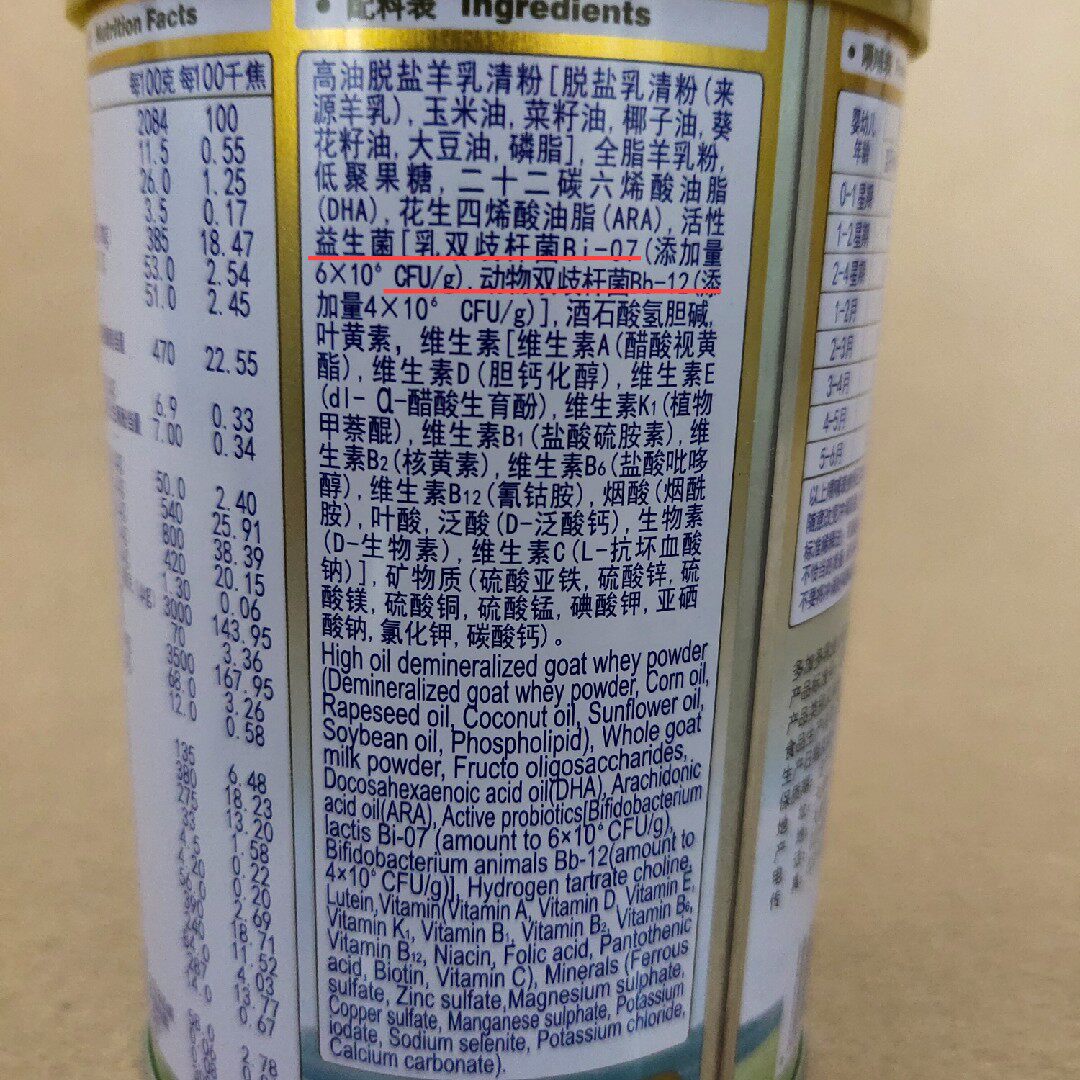 Nutrition Facts
每100克 每100千焦
2084 100
11.5 0.55
26.0 1.25
3.5 0.17
385 18.47
53.0 2.54
51.0 2.45
470 22.55
6.9 0.33
7.00 0.34
50.0 2.40
540 25.91
800 38.39
420 20.15
1.30 0.06
3000 143.95
70 3.36
3500 167.95
68.0 3.26
12.0 0.58
135 6.48
380 18.23
275 13.20
33 1.58
0.22
0.20
2.69
18.71
11.52
4.03
13.77
0.67
配料表 Ingredients
高油脱盐羊乳清粉[脱盐乳清粉(来
源羊乳), 玉米油, 菜籽油, 椰子油, 葵
花籽油, 大豆油, 磷脂], 全脂羊乳粉,
低聚果糖, 二十二碳六烯酸油脂
(DHA), 花生四烯酸油脂(ARA), 活性
益生菌[乳双歧杆菌Bi-07(添加量
6×10⁶ CFU/g), 动物双歧杆菌Bb-12(添
加量4×10⁶ CFU/g)], 酒石酸氢胆碱,
叶黄素, 维生素[维生素A(醋酸视黄
酯), 维生素D(胆钙化醇), 维生素E
(dl-α-醋酸生育酚), 维生素K₁(植物
甲萘醌), 维生素B₁(盐酸硫胺素), 维
生素B₂(核黄素), 维生素B₆(盐酸吡哆
醇), 维生素B₁₂(氰钴胺), 烟酸(烟酰
胺), 叶酸, 泛酸(D-泛酸钙), 生物素
(D-生物素), 维生素C(L-抗坏血酸
钠)], 矿物质(硫酸亚铁, 硫酸锌, 硫
酸镁, 硫酸铜, 硫酸锰, 碘酸钾, 亚硒
酸钠, 氯化钾, 碳酸钙)。
High oil demineralized goat whey powder
(Demineralized goat whey powder, Corn oil,
Rapeseed oil, Coconut oil, Sunflower oil,
Soybean oil, Phospholipid), Whole goat
milk powder, Fructo oligosaccharides,
Docosahexaenoic acid oil(DHA), Arachidonic
acid oil(ARA), Active probiotics[Bifidobacterium
lactis Bi-07 (amount to 6×10⁶ CFU/g),
Bifidobacterium animals Bb-12(amount to
4×10⁶ CFU/g)], Hydrogen tartrate choline,
Lutein,Vitamin(Vitamin A, Vitamin D, Vitamin E,
Vitamin K₁, Vitamin B₁, Vitamin B₂, Vitamin B₆,
Vitamin B₁₂, Niacin, Folic acid, Pantothenic
acid, Biotin, Vitamin C), Minerals (Ferrous
sulfate, Zinc sulfate,Magnesium sulphate,
Copper sulfate, Manganese sulphate, Potassium
iodate, Sodium selenite, Potassium chloride,
Calcium carbonate).
婴幼儿
年龄
0-1星期
1-2星期
2-4星期
1-2月
2-3月
3-4月
4-5月
5-6月